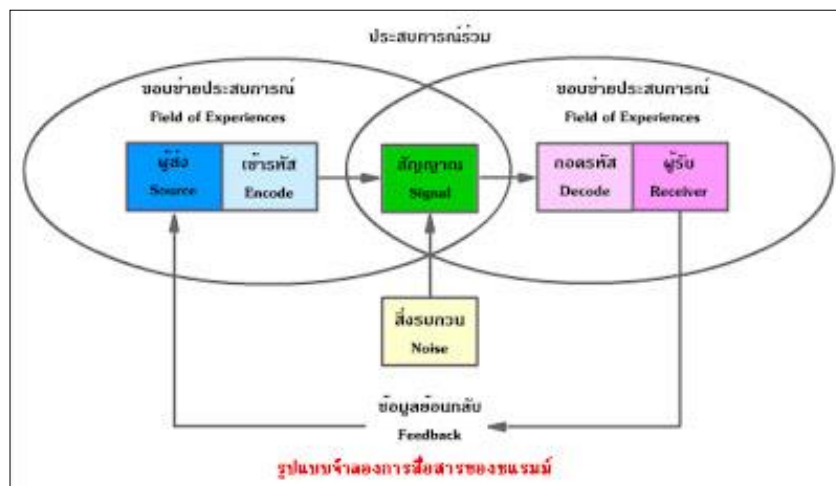 ประสบการณ์ร่วม
ขอบข่ายประสบการณ์
Field of Experiences
ขอบข่ายประสบการณ์
Field of Experiences
ผู้ส่ง
Source
เข้ารหัส
Encode
สัญญาณ
Signal
ถอดรหัส
Decode
ผู้รับ
Receiver
สิ่งรบกวน
Noise
ข้อมูลย้อนกลับ
Feedback
รูปแบบจำลองการสื่อสารของชแรมม์